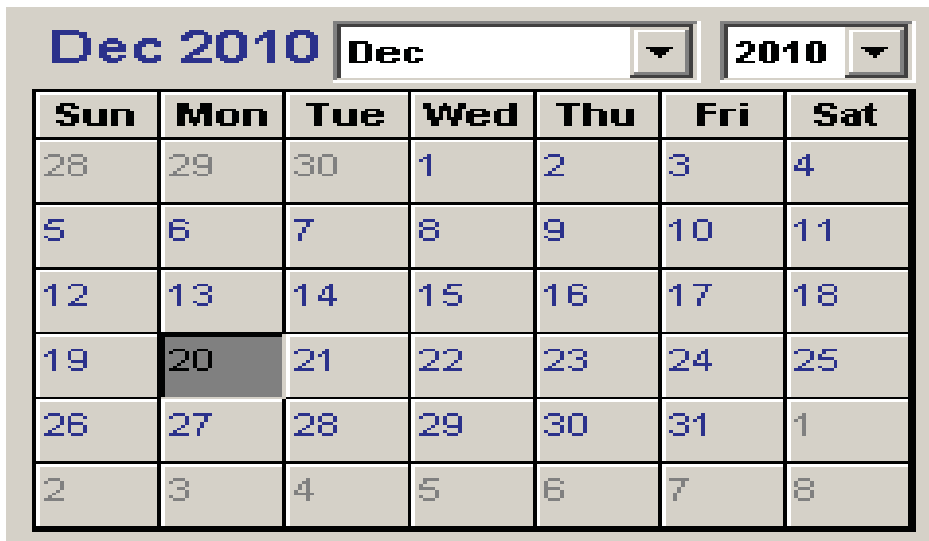 Dec 2010 Dec 2010
Sun Mon Tue Wed Thu Fri Sat
28 29 30 1 2 3 4
5 6 7 8 9 10 11
12 13 14 15 16 17 18
19 20 21 22 23 24 25
26 27 28 29 30 31 1
2 3 4 5 6 7 8